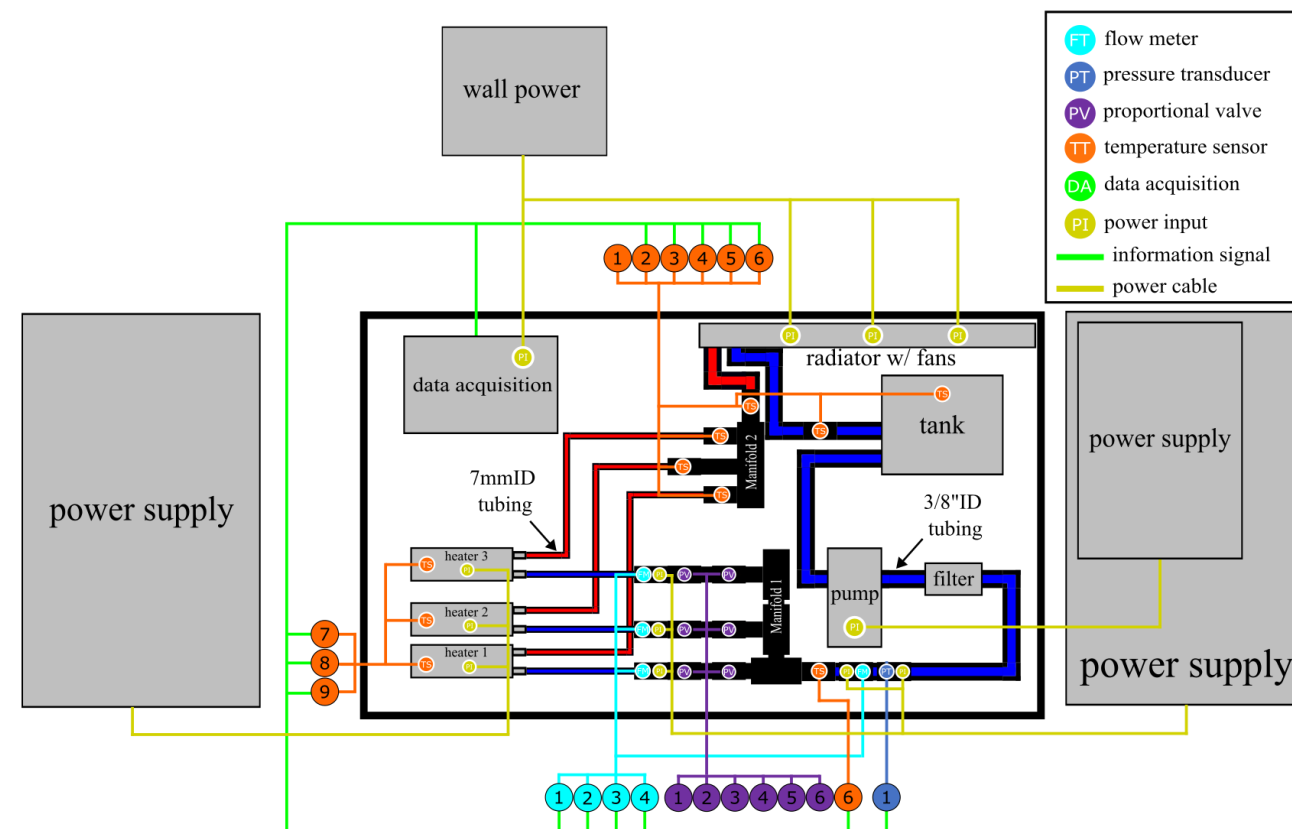 FT flow meter
PT pressure transducer
PV proportional valve
TT temperature sensor
DA data acquisition
PI power input
information signal
power cable
wall power
1 2 3 4 5 6
PI PI PI
radiator w/ fans
PI
data acquisition
TS
tank
TS
TS
TS
Manifold 2
TS
TS
power supply
power supply
power supply
7mmID
tubing
3/8"ID
tubing
heater 3
TS
PI
heater 2
TS
PI
heater 1
TS
PI
PI PV PV
PI PV PV
PI PV PV
Manifold 1
pump
PI
filter
TS PT
7
8
9
1 2 3 4
1 2 3 4 5 6
6
1